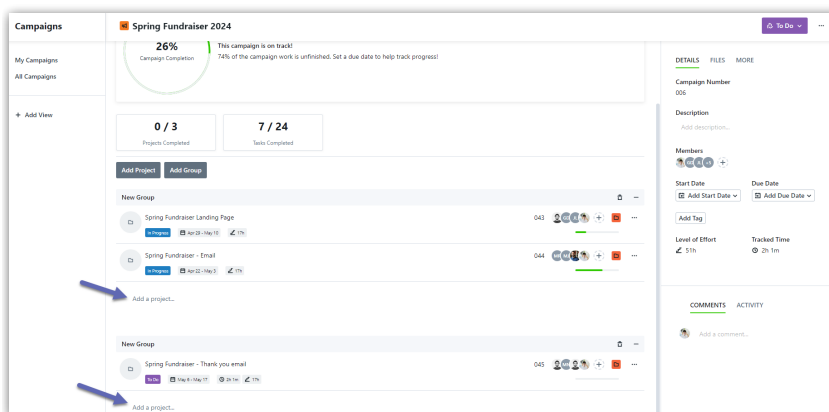 Campaigns
Spring Fundraiser 2024
To Do
My Campaigns
All Campaigns
+ Add View
26%
Campaign Completion
This campaign is on track!
74% of the campaign work is unfinished. Set a due date to help track progress!
0 / 3
Projects Completed
7 / 24
Tasks Completed
Add Project
Add Group
New Group
Spring Fundraiser Landing Page
043
In Progress
Apr 29 - May 10
17h
Spring Fundraiser - Email
044
In Progress
Apr 22 - May 3
17h
Add a project...
New Group
Spring Fundraiser - Thank you email
045
To Do
May 6 - May 17
2h 1m
17h
Add a project...
DETAILS FILES MORE
Campaign Number
006
Description
Add description...
Members
Start Date Due Date
Add Start Date Add Due Date
Add Tag
Level of Effort Tracked Time
51h 2h 1m
COMMENTS ACTIVITY
Add a comment...